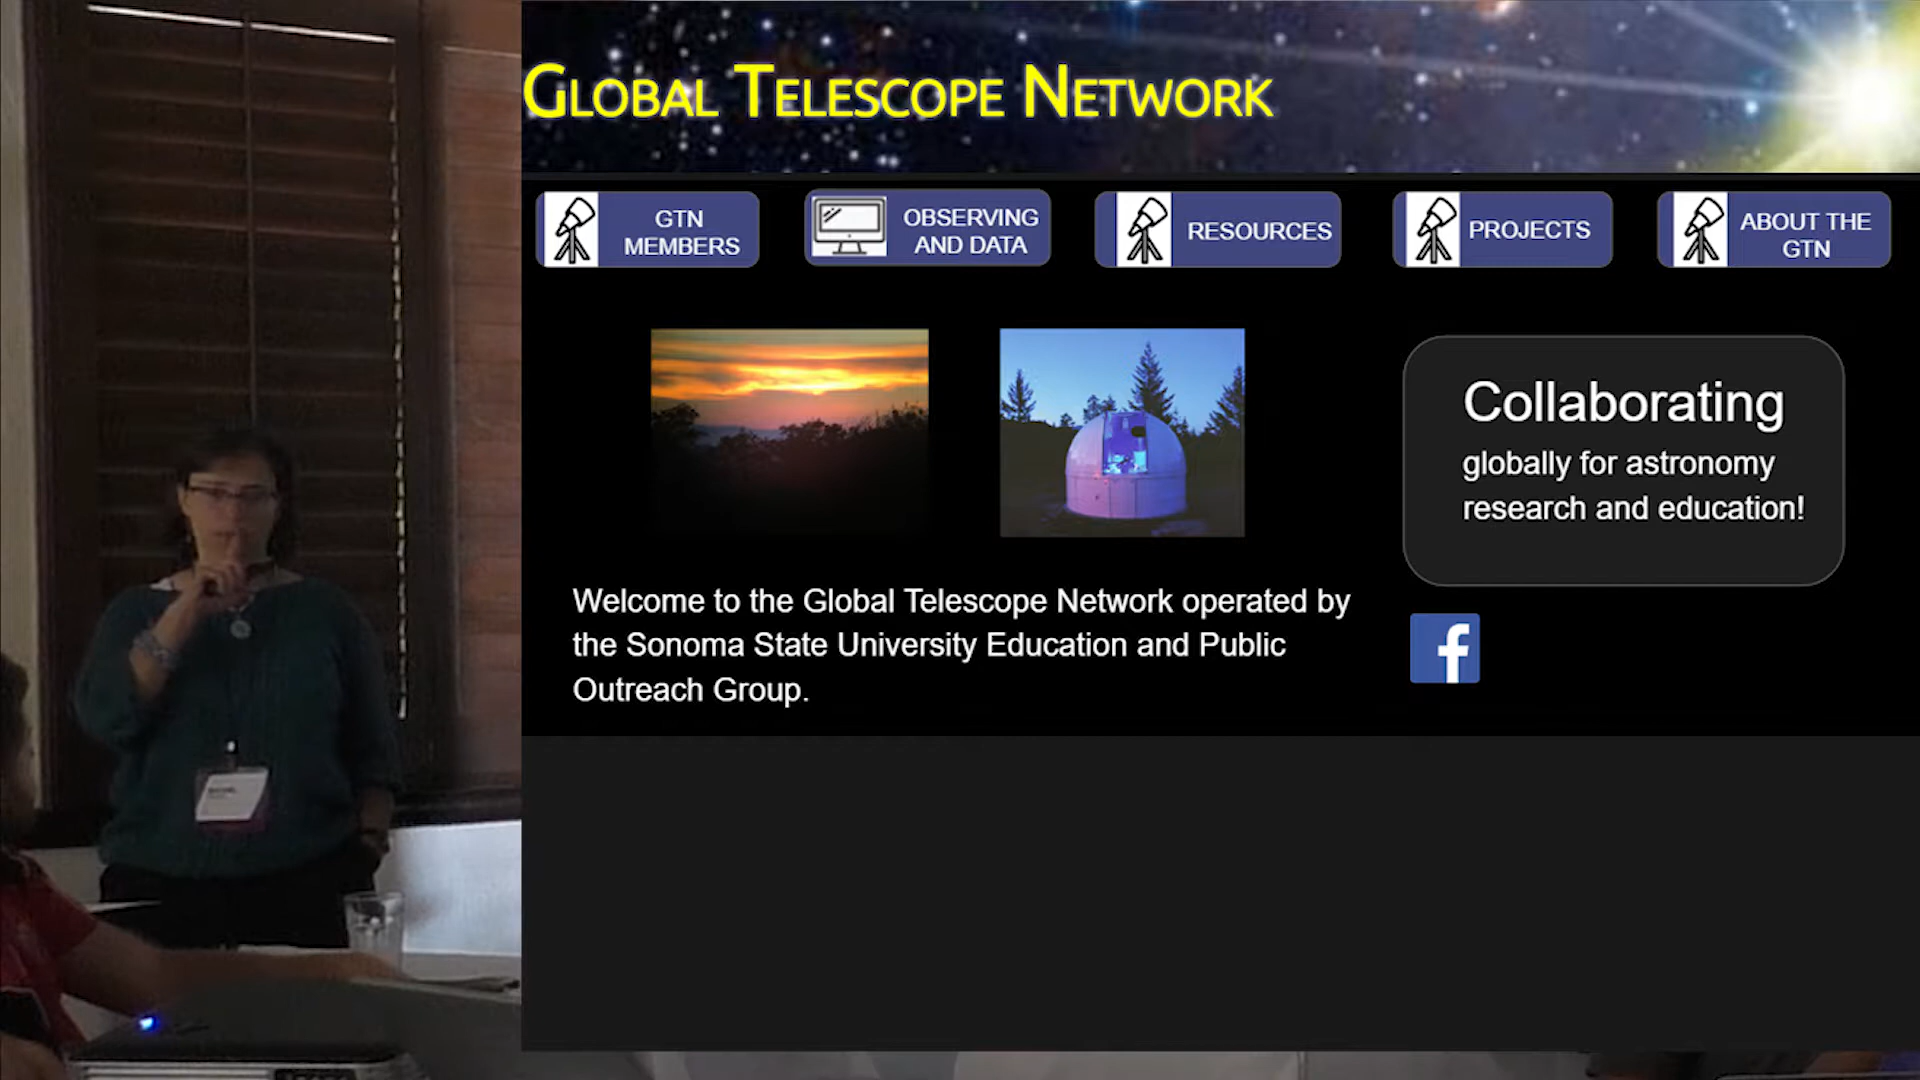 GLOBAL TELESCOPE NETWORK
GTN
MEMBERS
OBSERVING
AND DATA
RESOURCES
PROJECTS
ABOUT THE
GTN
Collaborating
globally for astronomy
research and education!
Welcome to the Global Telescope Network operated by
the Sonoma State University Education and Public
Outreach Group.